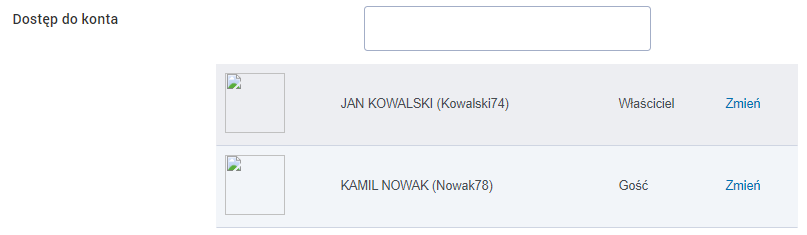 Dostęp do konta
JAN KOWALSKI (Kowalski74) Właściciel Zmień
KAMIL NOWAK (Nowak78) Gość Zmień